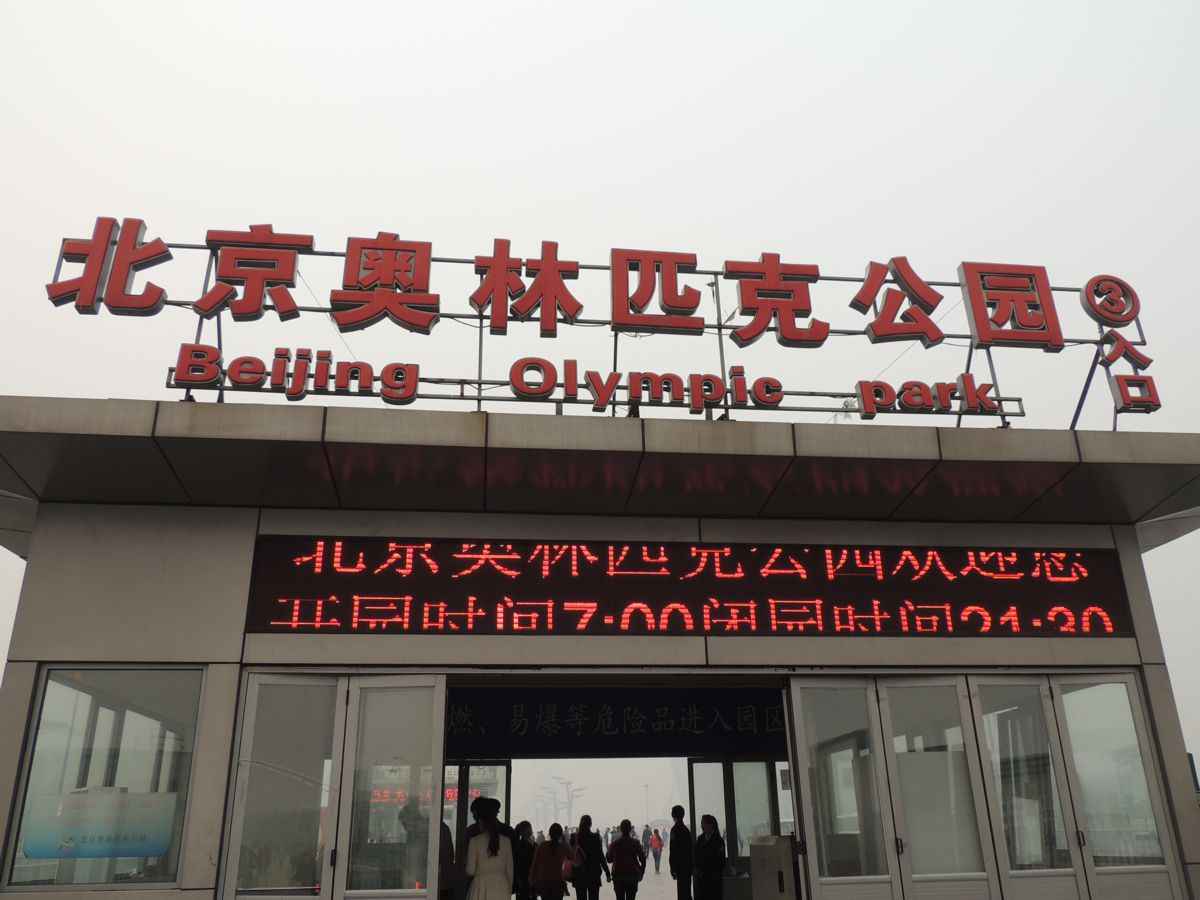 北京奥林匹克公园
③
入口
Beijing Olympic park
北京奥林匹克公园欢迎您
开园时间7:00闭园时间21:30
燃、易爆等危险品进入园区